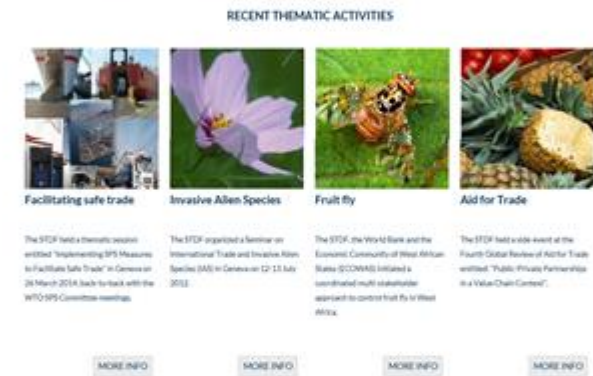 RECENT THEMATIC ACTIVITIES
Facilitating safe trade
The STDF held a thematic session
entitled "Implementing SPS Measures
to Facilitate Safe Trade" in Geneva on
26 March 2014, back-to-back with the
WTO SPS Committee meetings.
MORE INFO
Invasive Alien Species
The STDF organized a Seminar on
International Trade and Invasive Alien
Species (IAS) in Geneva on 12-13 July
2012.
MORE INFO
Fruit fly
The STDF, the World Bank and the
Economic Community of West African
States (ECOWAS) initiated a
coordinated multi-stakeholder
approach to control fruit fly in West
Africa.
MORE INFO
Aid for Trade
The STDF held a side event at the
Fourth Global Review of Aid for Trade
entitled: "Public-Private Partnerships
in a Value Chain Context".
MORE INFO